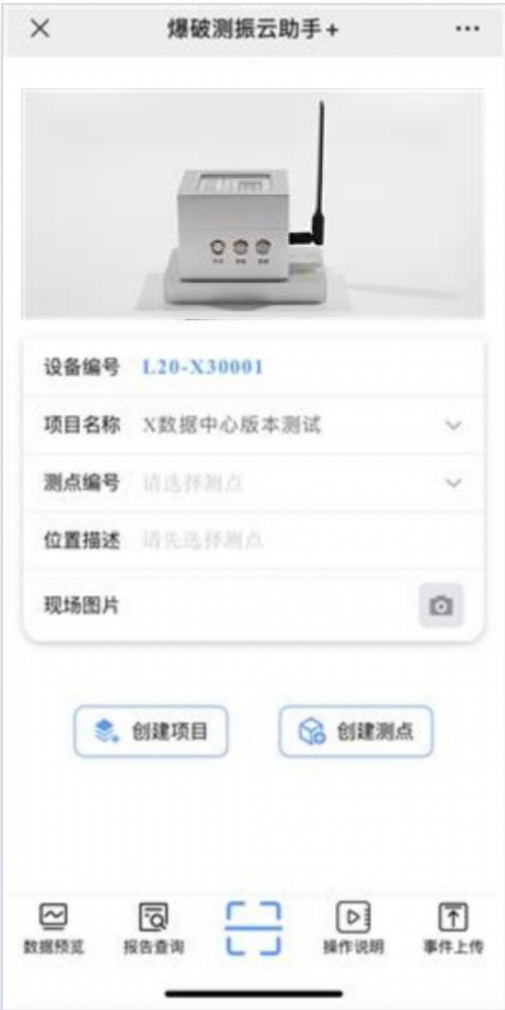 爆破测振云助手+
设备编号 L20-X30001
项目名称 X数据中心版本测试
测点编号 请选择测点
位置描述 请先选择测点
现场图片
创建项目 创建测点
数据预览 报告查询 操作说明 事件上传